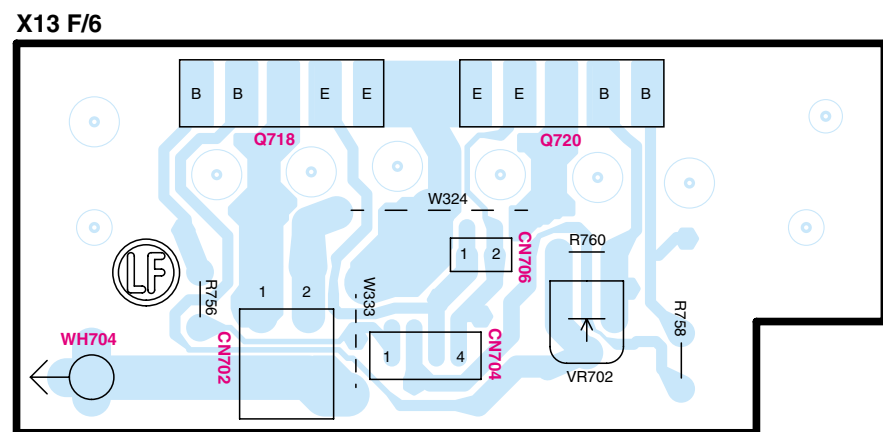 X13 F/6
B B E E
E E B B
Q718
Q720
W324
CN706
1 2
R760
LF
R756
1 2
W333
R758
WH704
CN702
1 4
CN704
VR702